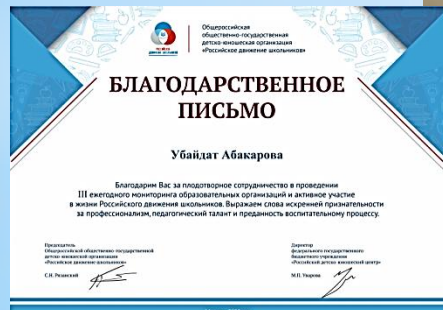 Общероссийская
общественно-государственная
детско-юношеская организация
«Российское движение школьников»
БЛАГОДАРСТВЕННОЕ
ПИСЬМО
Убайдат Абакарова
Благодарим Вас за плодотворное сотрудничество в проведении
III ежегодного мониторинга образовательных организаций и активное участие
в жизни Российского движения школьников. Выражаем слова искренней признательности
за профессионализм, педагогический талант и преданность воспитательному процессу.
Председатель
Общероссийской общественно-государственной
детско-юношеской организации
«Российское движение школьников»
С.Н. Рязанский
Директор
федерального государственного
бюджетного учреждения
«Российский детско-юношеский центр»
М.П. Уварова